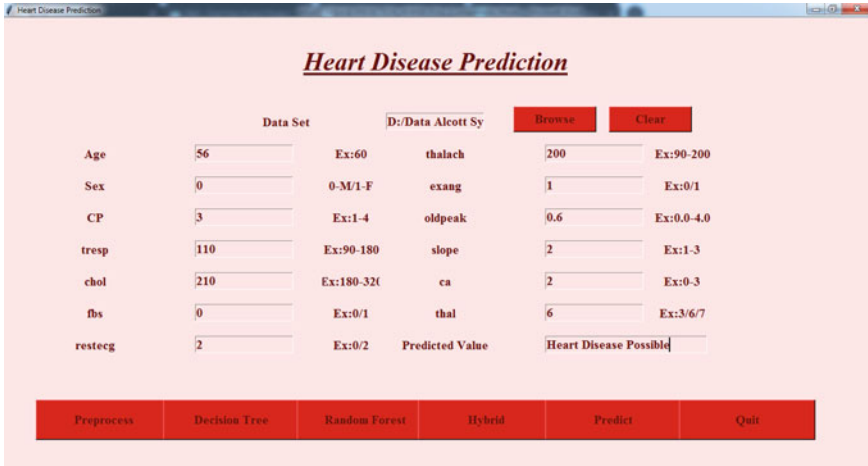 Heart Disease Prediction
Heart Disease Prediction
Data Set D:/Data Alcott Sy Browse Clear
Age 56 Ex:60 thalach 200 Ex:90-200
Sex 0 0-M/1-F exang 1 Ex:0/1
CP 3 Ex:1-4 oldpeak 0.6 Ex:0.0-4.0
tresp 110 Ex:90-180 slope 2 Ex:1-3
chol 210 Ex:180-320 ca 2 Ex:0-3
fbs 0 Ex:0/1 thal 6 Ex:3/6/7
restecg 2 Ex:0/2 Predicted Value Heart Disease Possible
Preprocess Decision Tree Random Forest Hybrid Predict Quit